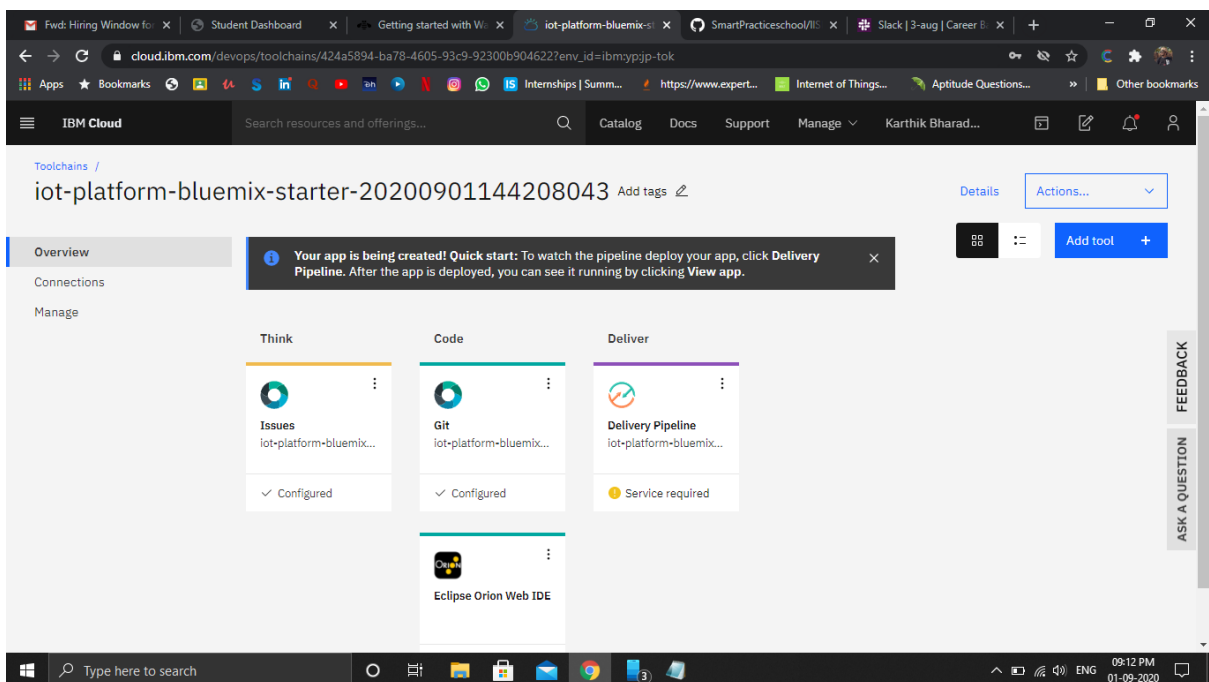 Fwd: Hiring Window for
Student Dashboard
Getting started with Wa
iot-platform-bluemix-st
SmartPracticeschool/IIS
Slack | 3-aug | Career B
cloud.ibm.com/devops/toolchains/424a5894-ba78-4605-93c9-92300b904622?env_id=ibm:yp:jp-tok
Apps Bookmarks Internships | Summ... https://www.expert... Internet of Things... Aptitude Questions... » Other bookmarks
IBM Cloud Search resources and offerings... Catalog Docs Support Manage Karthik Bharad...
Toolchains /
iot-platform-bluemix-starter-20200901144208043 Add tags
Details Actions...
Add tool +
Overview
Connections
Manage
Your app is being created! Quick start: To watch the pipeline deploy your app, click Delivery
Pipeline. After the app is deployed, you can see it running by clicking View app.
Think Code Deliver
Issues
iot-platform-bluemix...
Configured
Git
iot-platform-bluemix...
Configured
Delivery Pipeline
iot-platform-bluemix...
Service required
ORION
Eclipse Orion Web IDE
FEEDBACK
ASK A QUESTION
Type here to search
3
ENG
09:12 PM
01-09-2020